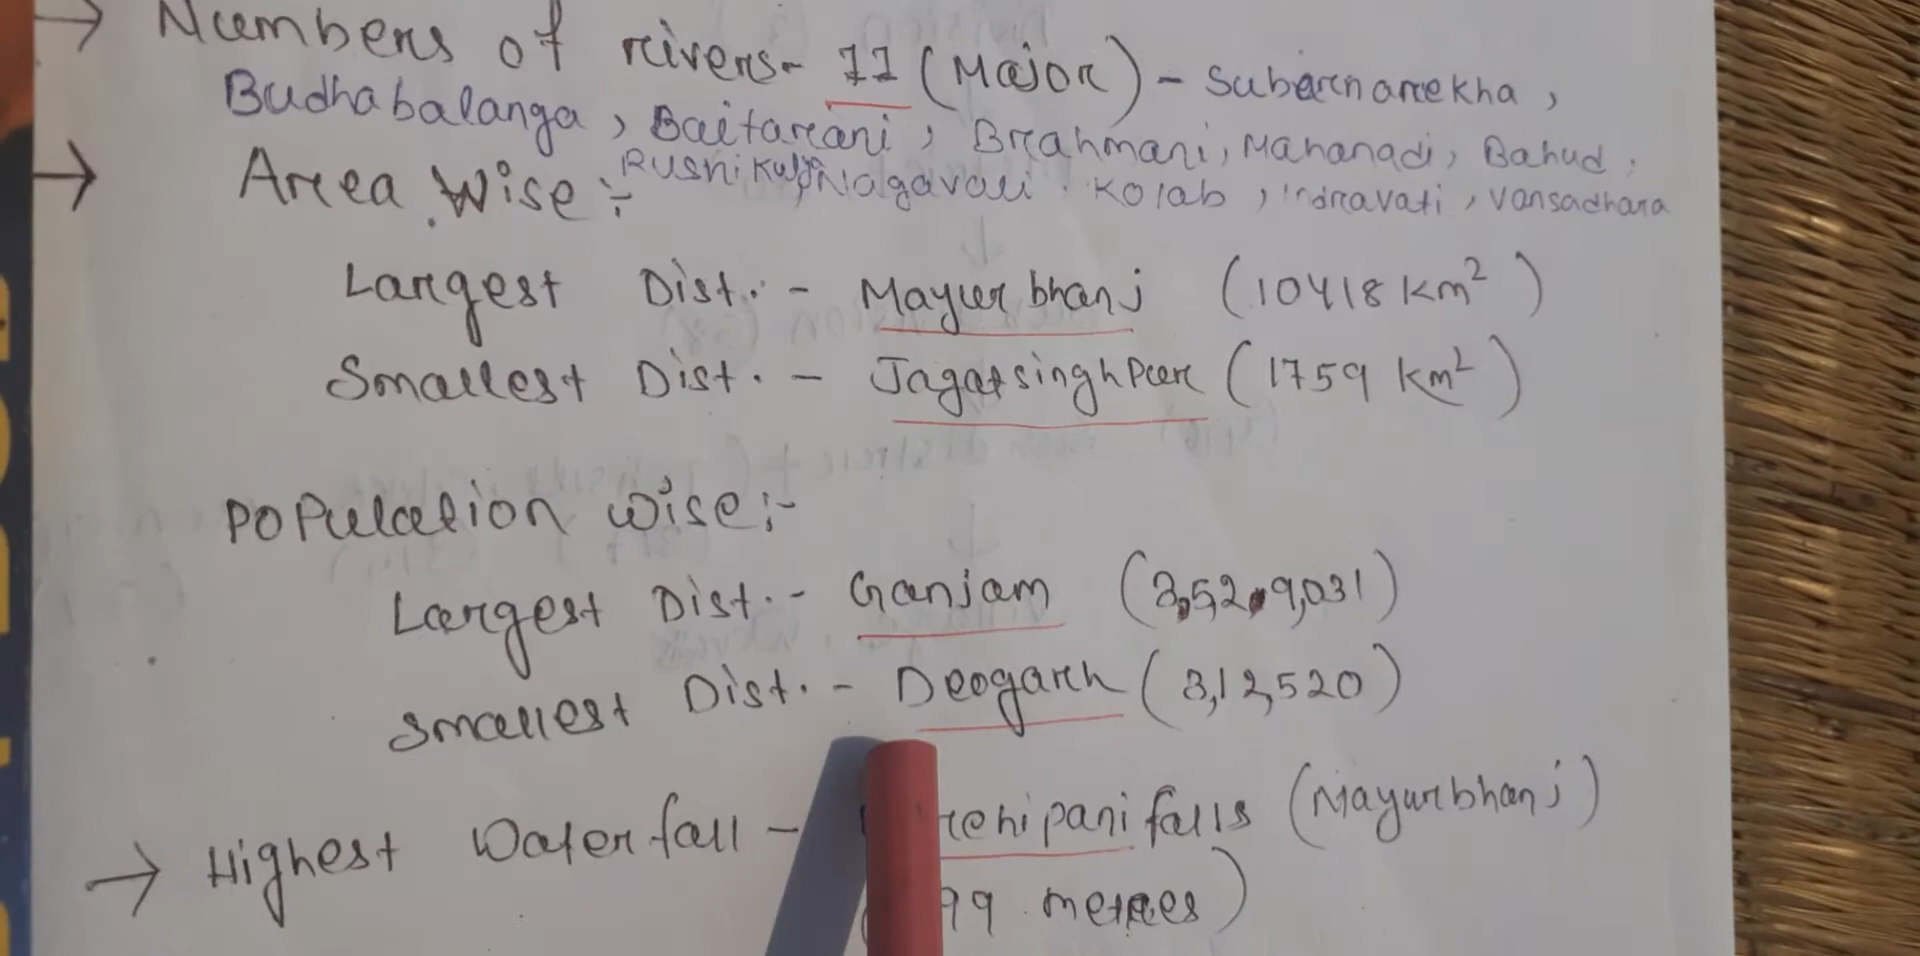 → Numbers of rivers- 11 (Major) - Subarnarekha,
Budhabalanga, Baitarani, Brahmani, Mahanadi, Bahud,
Rushikulya Nagavali, Kolab, Indravati, Vansadhara
→ Area Wise :-
Largest Dist. - Mayurbhanj (10418 Km²)
Smallest Dist. - Jagatsinghpur (1759 Km²)
Population wise:-
Largest Dist. - Ganjam (3,52,9,031)
Smallest Dist. - Deogarh (3,12,520)
→ Highest Waterfall - falls (Mayurbhanj)
metres)